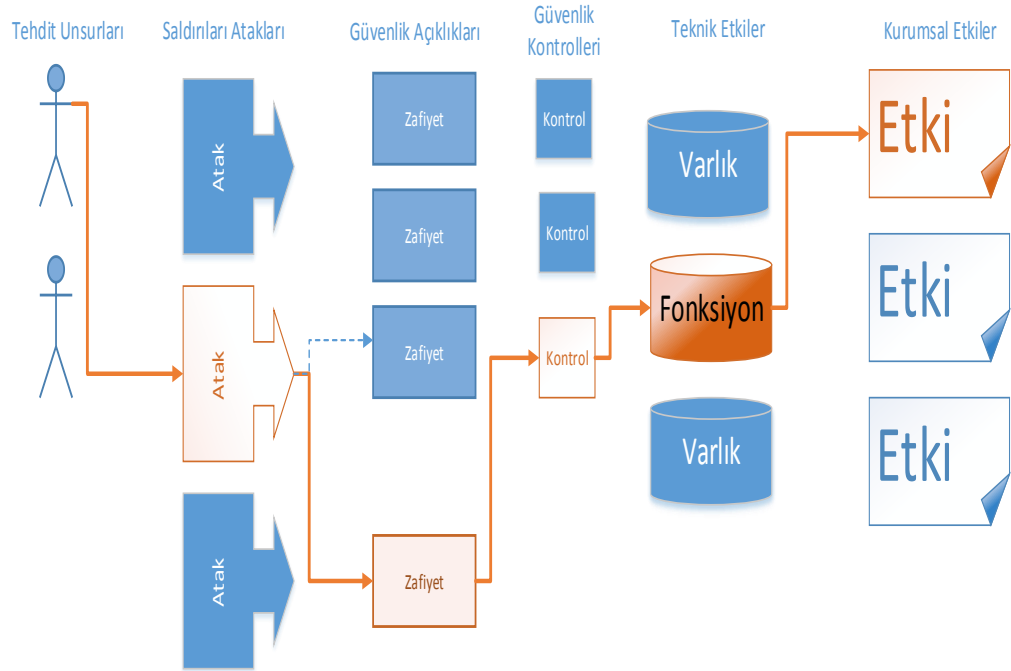 Tehdit Unsurları
Saldırıları Atakları
Güvenlik Açıklıkları
Güvenlik
Kontrolleri
Teknik Etkiler
Kurumsal Etkiler
Atak
Atak
Atak
Zafiyet
Zafiyet
Zafiyet
Zafiyet
Kontrol
Kontrol
Kontrol
Varlık
Fonksiyon
Varlık
Etki
Etki
Etki